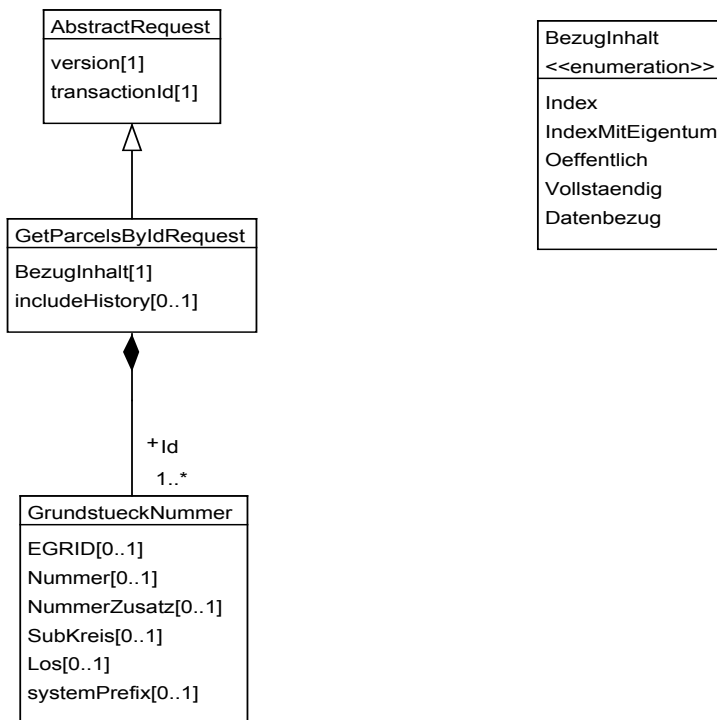 AbstractRequest
version[1]
transactionId[1]
BezugInhalt
<<enumeration>>
Index
IndexMitEigentum
Oeffentlich
Vollstaendig
Datenbezug
GetParcelsByIdRequest
BezugInhalt[1]
includeHistory[0..1]
+Id
1..*
GrundstueckNummer
EGRID[0..1]
Nummer[0..1]
NummerZusatz[0..1]
SubKreis[0..1]
Los[0..1]
systemPrefix[0..1]